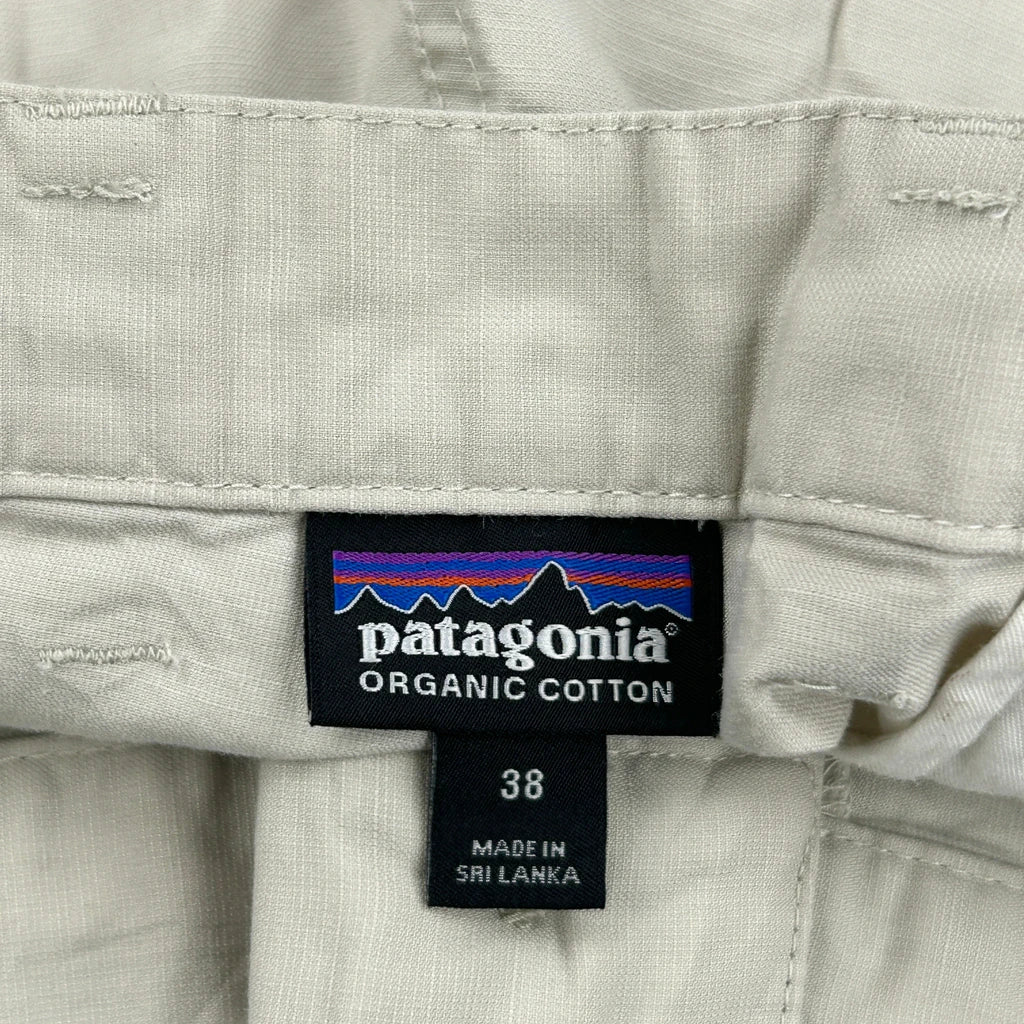 patagonia®
ORGANIC COTTON
38
MADE IN
SRI LANKA